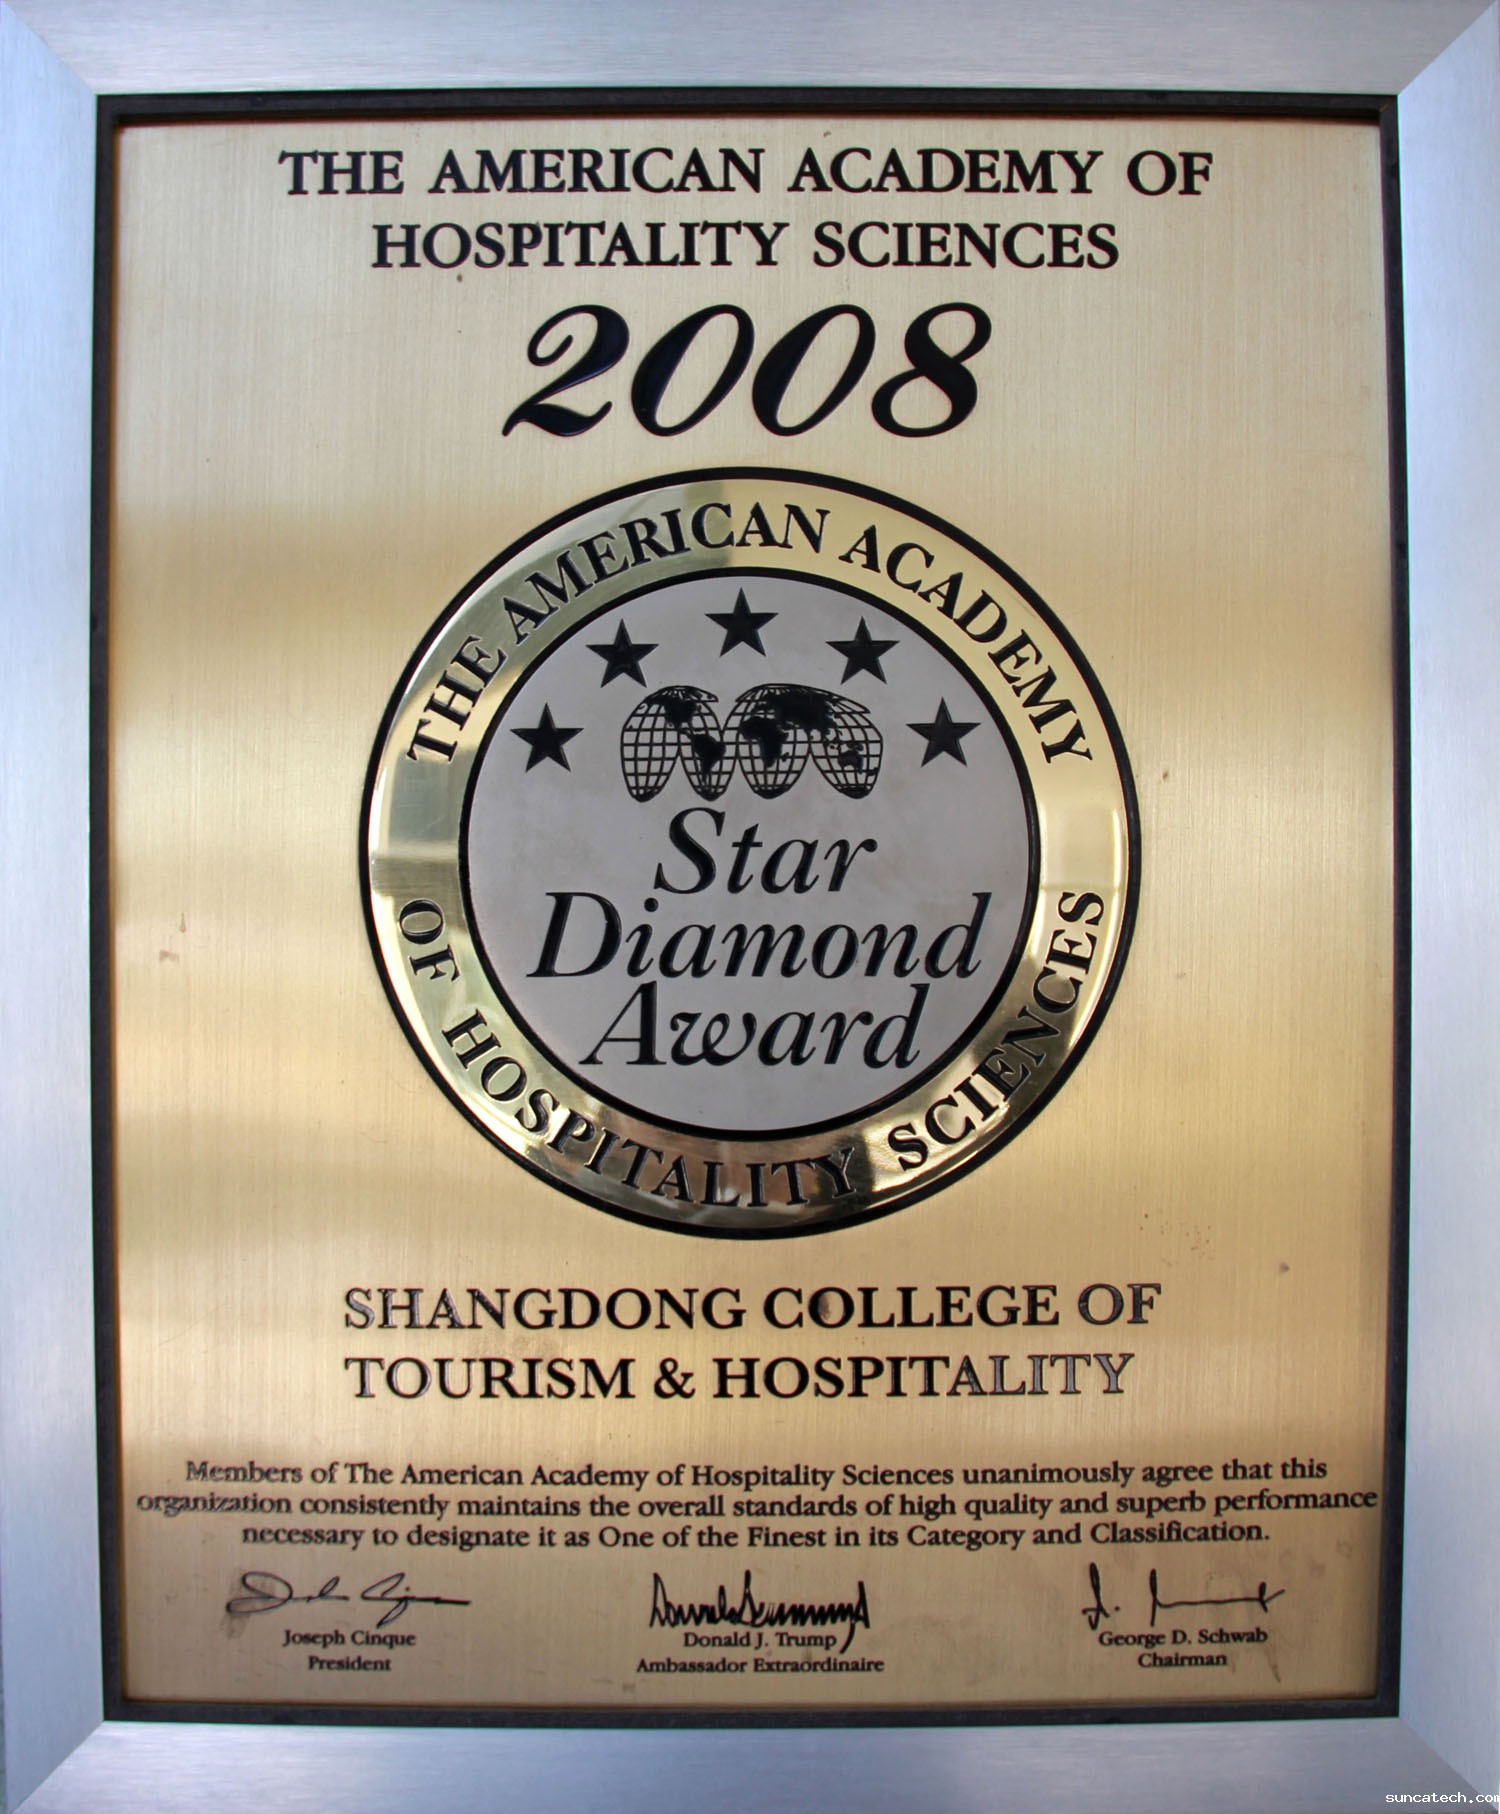 THE AMERICAN ACADEMY OF
HOSPITALITY SCIENCES
2008
THE AMERICAN ACADEMY
OF HOSPITALITY SCIENCES
Star
Diamond
Award
SHANGDONG COLLEGE OF
TOURISM & HOSPITALITY
Members of The American Academy of Hospitality Sciences unanimously agree that this
organization consistently maintains the overall standards of high quality and superb performance
necessary to designate it as One of the Finest in its Category and Classification.
Joseph Cinque
President
Donald J. Trump
Ambassador Extraordinaire
George D. Schwab
Chairman
suncatech.com